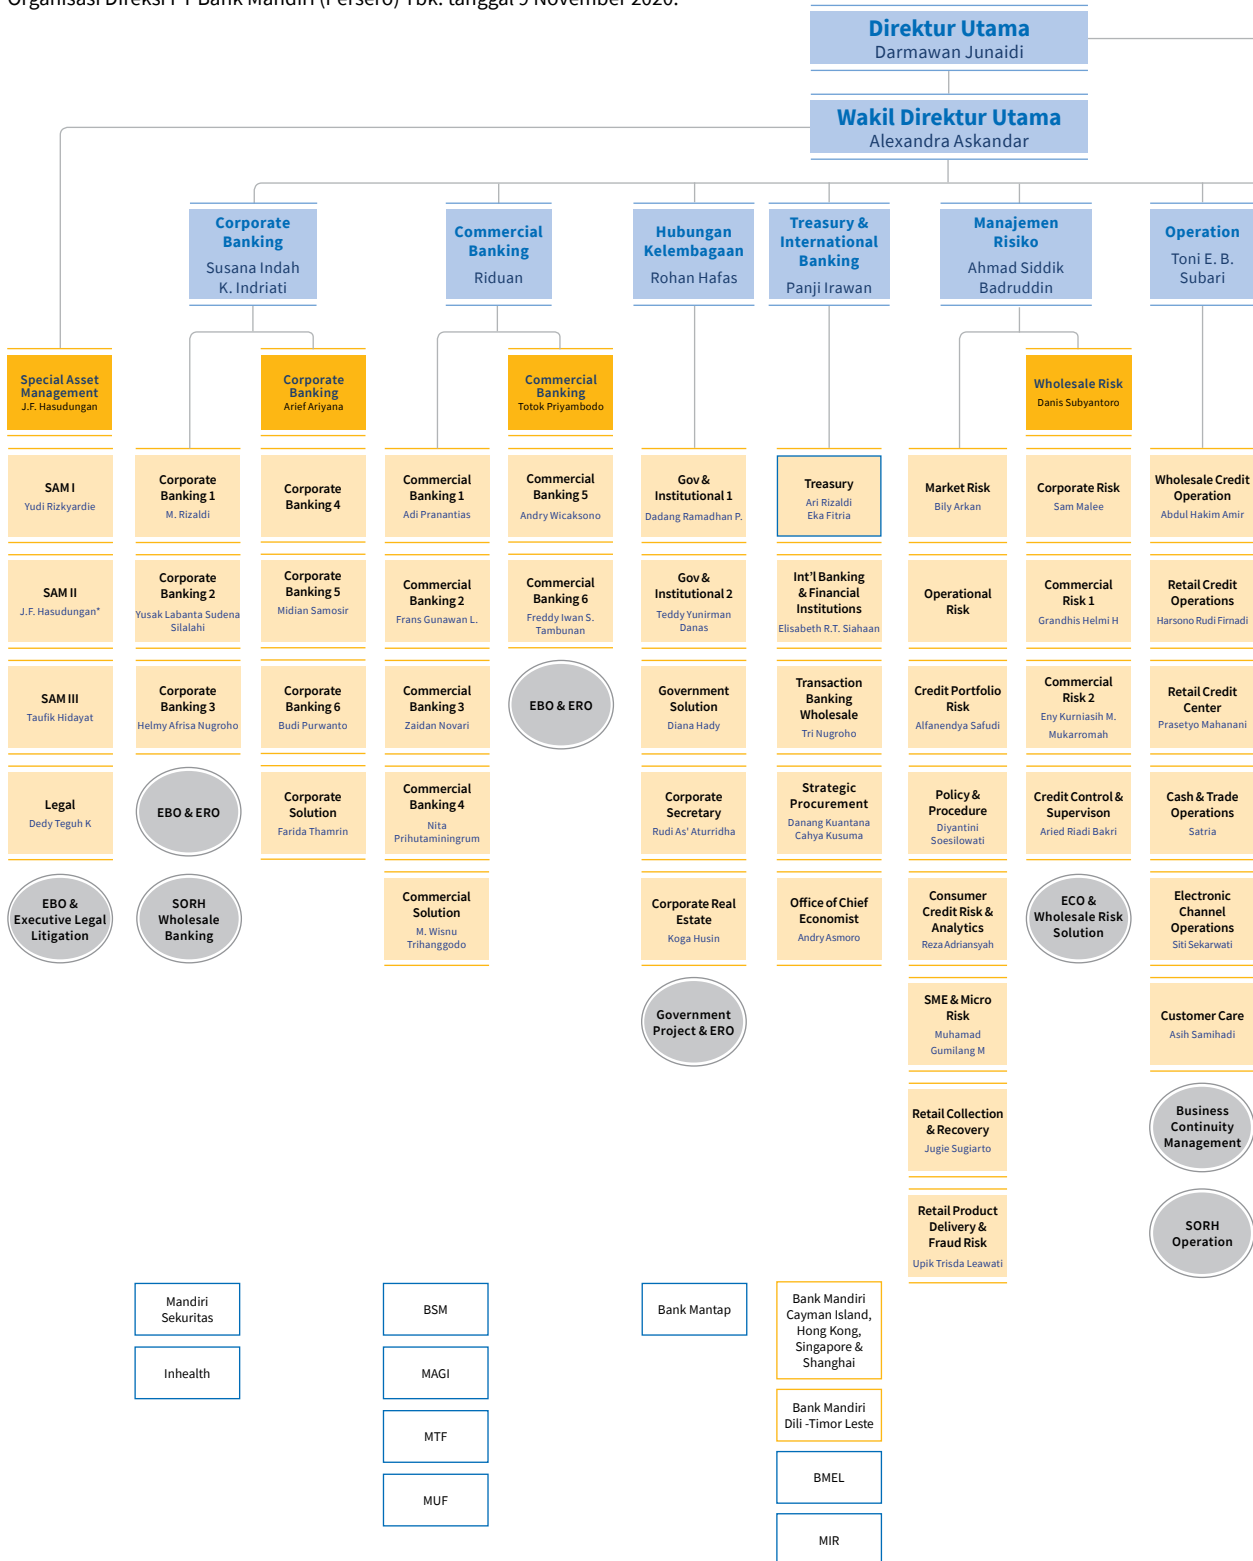 Organisasi Direksi PT Bank Mandiri (Persero) Tbk. tanggal 9 November 2020.
Direktur Utama
Darmawan Junaidi
Wakil Direktur Utama
Alexandra Askandar
Corporate
Banking
Susana Indah
K. Indriati
Commercial
Banking
Riduan
Hubungan
Kelembagaan
Rohan Hafas
Treasury &
International
Banking
Panji Irawan
Manajemen
Risiko
Ahmad Siddik
Badruddin
Operation
Toni E. B.
Subari
Special Asset
Management
J.F. Hasudungan
Corporate
Banking
Arief Ariyana
Commercial
Banking
Totok Priyambodo
Wholesale Risk
Danis Subyantoro
SAM I
Yudi Rizkyardie
Corporate
Banking 1
M. Rizaldi
Corporate
Banking 4
Commercial
Banking 1
Adi Pranantias
Commercial
Banking 5
Andry Wicaksono
Gov &
Institutional 1
Dadang Ramadhan P.
Treasury
Ari Rizaldi
Eka Fitria
Market Risk
Bily Arkan
Corporate Risk
Sam Malee
Wholesale Credit
Operation
Abdul Hakim Amir
SAM II
J.F. Hasudungan*
Corporate
Banking 2
Yusak Labanta Sudena
Silalahi
Corporate
Banking 5
Midian Samosir
Commercial
Banking 2
Frans Gunawan L.
Commercial
Banking 6
Freddy Iwan S.
Tambunan
Gov &
Institutional 2
Teddy Yunirman
Danas
Int'l Banking
& Financial
Institutions
Elisabeth R.T. Siahaan
Operational
Risk
Commercial
Risk 1
Grandhis Helmi H
Retail Credit
Operations
Harsono Rudi Firnadi
SAM III
Taufik Hidayat
Corporate
Banking 3
Helmy Afrisa Nugroho
Corporate
Banking 6
Budi Purwanto
Commercial
Banking 3
Zaidan Novari
EBO & ERO
Government
Solution
Diana Hady
Transaction
Banking
Wholesale
Tri Nugroho
Credit Portfolio
Risk
Alfanendya Safudi
Commercial
Risk 2
Eny Kurniasih M.
Mukarromah
Retail Credit
Center
Prasetyo Mahanani
Legal
Dedy Teguh K
EBO & ERO
Corporate
Solution
Farida Thamrin
Commercial
Banking 4
Nita
Prihutaminingrum
Corporate
Secretary
Rudi As' Aturridha
Strategic
Procurement
Danang Kuantana
Cahya Kusuma
Policy &
Procedure
Diyantini
Soesilowati
Credit Control &
Supervison
Aried Riadi Bakri
Cash & Trade
Operations
Satria
EBO &
Executive Legal
Litigation
SORH
Wholesale
Banking
Commercial
Solution
M. Wisnu
Trihanggodo
Corporate Real
Estate
Koga Husin
Office of Chief
Economist
Andry Asmoro
Consumer
Credit Risk &
Analytics
Reza Adriansyah
ECO &
Wholesale Risk
Solution
Electronic
Channel
Operations
Siti Sekarwati
Government
Project & ERO
SME & Micro
Risk
Muhamad
Gumilang M
Customer Care
Asih Samihadi
Retail Collection
& Recovery
Jugie Sugiarto
Business
Continuity
Management
Retail Product
Delivery &
Fraud Risk
Upik Trisda Leawati
SORH
Operation
Mandiri
Sekuritas
BSM
Bank Mantap
Bank Mandiri
Cayman Island,
Hong Kong,
Singapore &
Shanghai
Inhealth
MAGI
Bank Mandiri
Dili -Timor Leste
MTF
BMEL
MUF
MIR